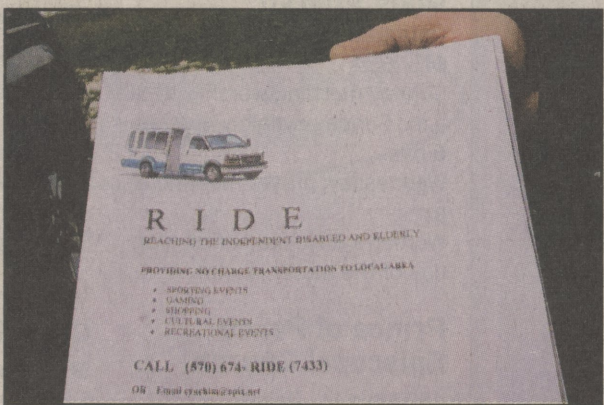 R I D E
REACHING THE INDEPENDENT DISABLED AND ELDERLY
PROVIDING NO CHARGE TRANSPORTATION TO LOCAL AREA
• SPORTING EVENTS
• GAMING
• SHOPPING
• CULTURAL EVENTS
• RECREATIONAL EVENTS
CALL (570) 674- RIDE (7433)
OR Email